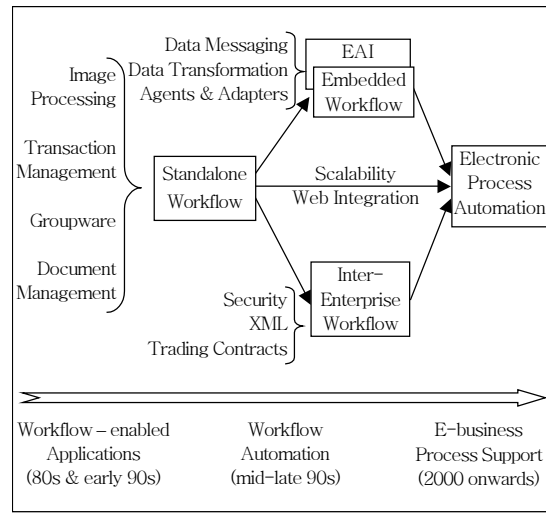 Data Messaging
Data Transformation
Agents & Adapters
EAI
Embedded
Workflow
Image
Processing
Transaction
Management
Groupware
Document
Management
Standalone
Workflow
Scalability
Web Integration
Electronic
Process
Automation
Security
XML
Trading Contracts
Inter-
Enterprise
Workflow
Workflow – enabled
Applications
(80s & early 90s)
Workflow
Automation
(mid-late 90s)
E-business
Process Support
(2000 onwards)